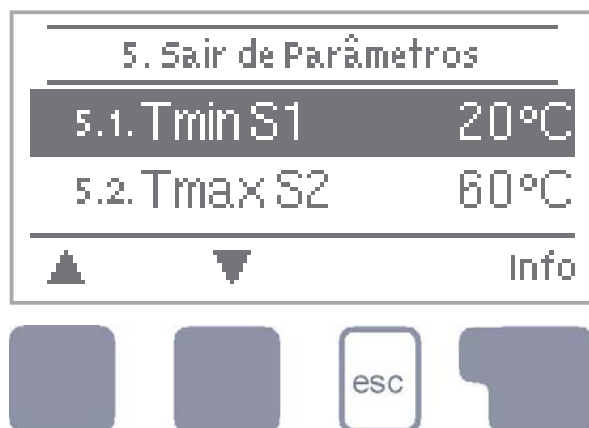 5. Sair de Parâmetros
5.1. Tmin S1 20°C
5.2. Tmax S2 60°C
Info
esc